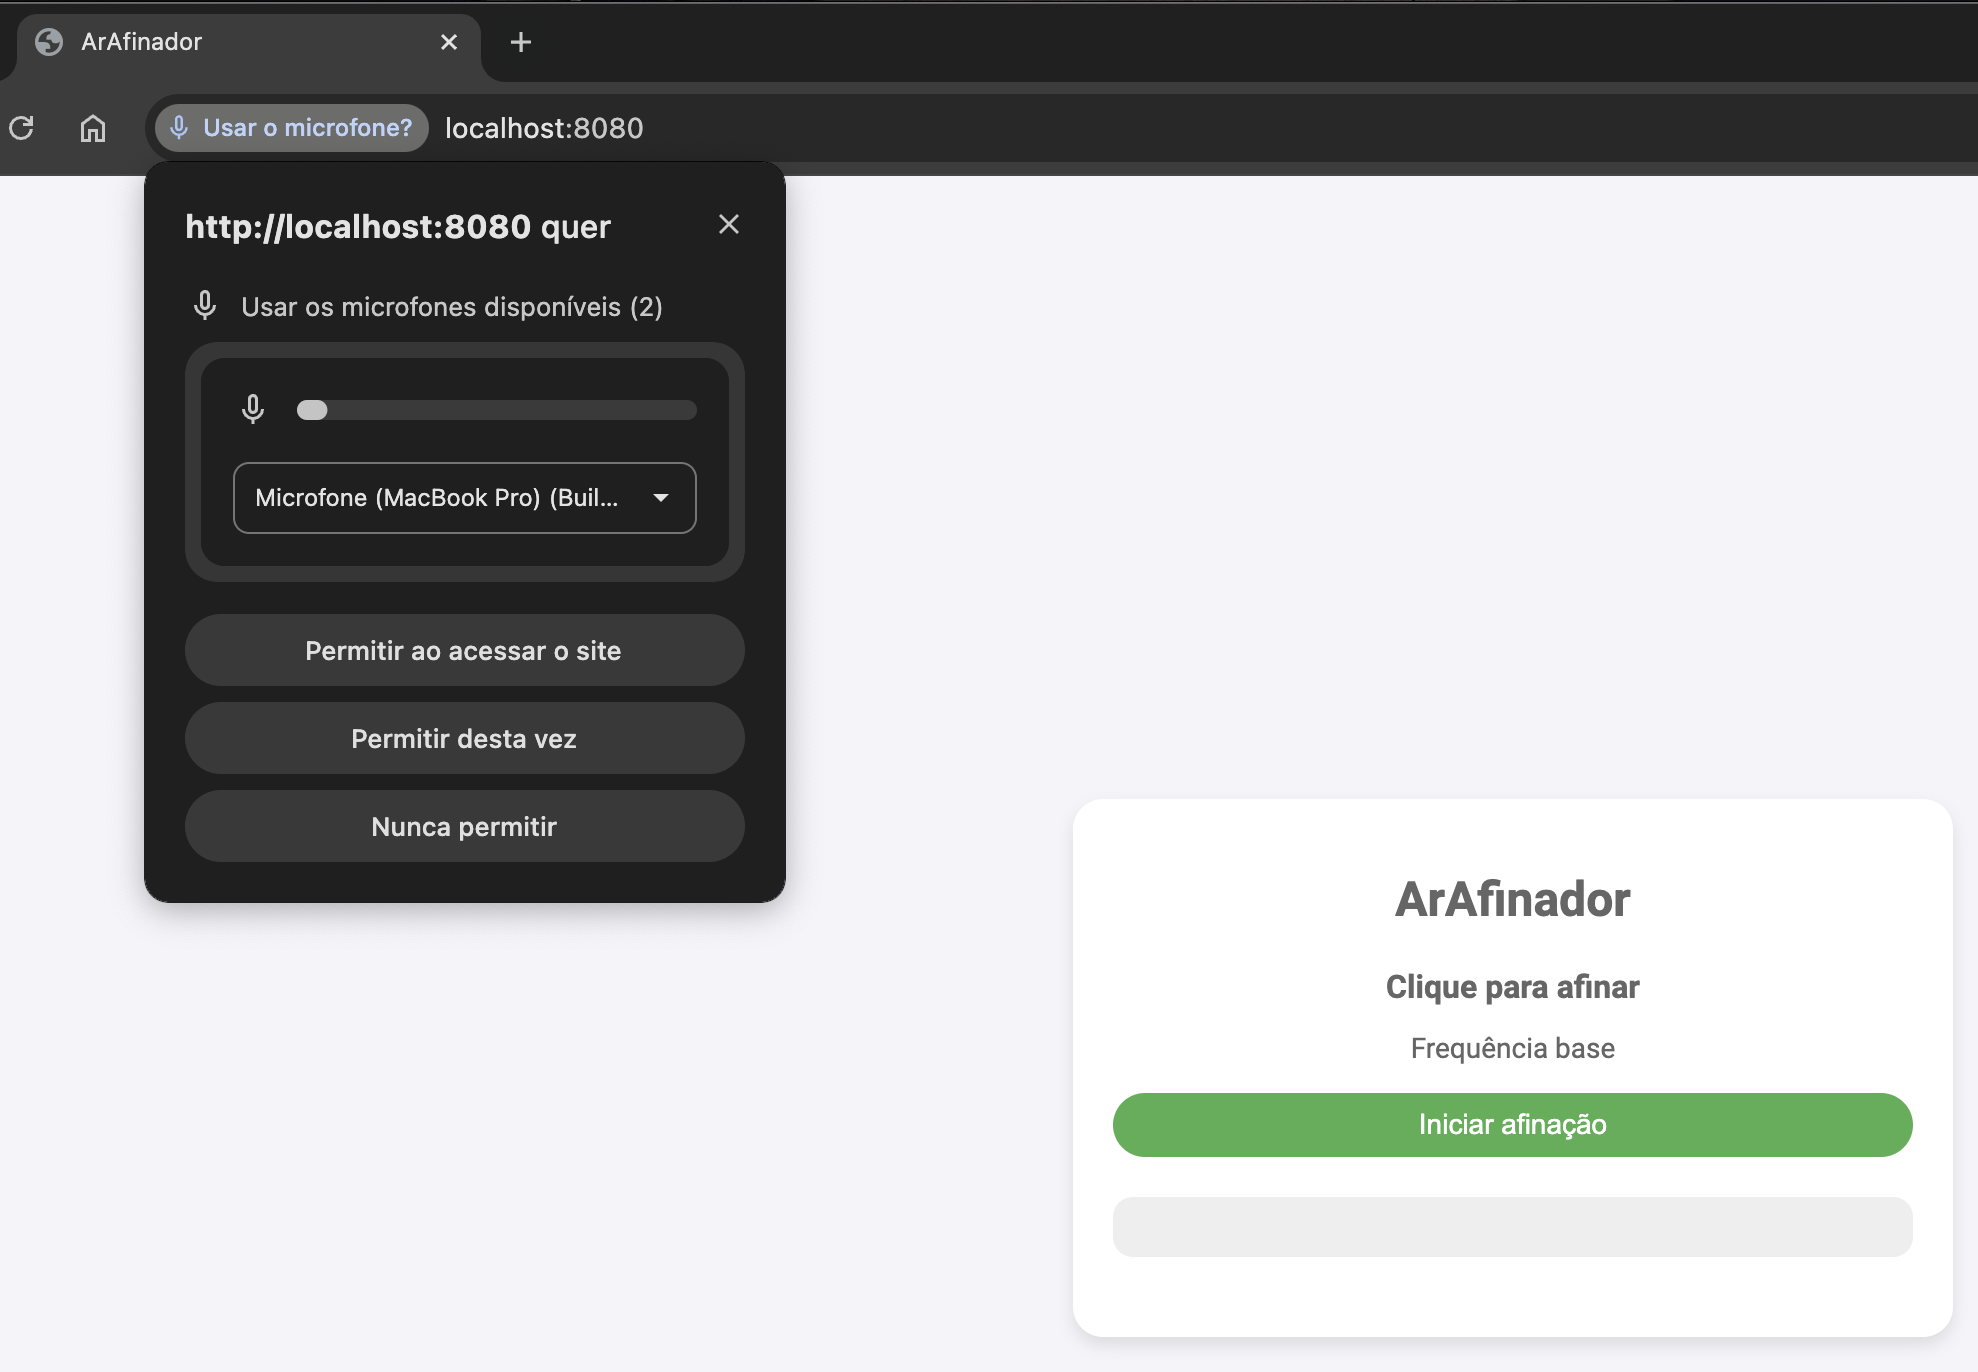 ArAfinador
Usar o microfone?
localhost:8080
http://localhost:8080 quer
Usar os microfones disponíveis (2)
Microfone (MacBook Pro) (Buil...
Permitir ao acessar o site
Permitir desta vez
Nunca permitir
ArAfinador
Clique para afinar
Frequência base
Iniciar afinação